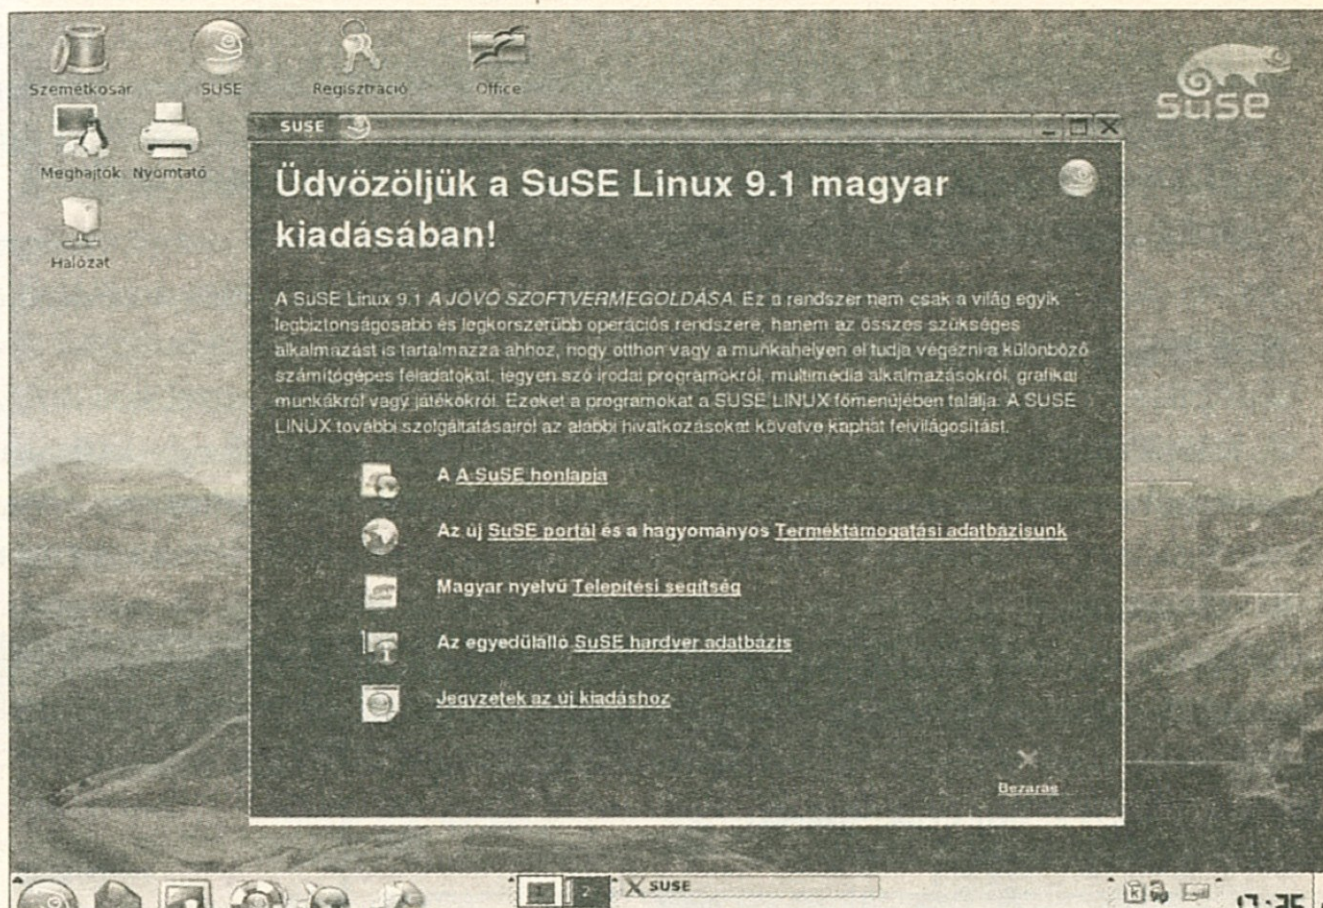 Szemétkosár
SUSE
Regisztráció
Office
SUSE
Meghajtók
Nyomtató
Hálózat
SUSE
Üdvözöljük a SuSE Linux 9.1 magyar
kiadásában!
A SuSE Linux 9.1 A JÖVŐ SZOFTVERMEGOLDÁSA. Ez a rendszer nem csak a világ egyik
legbiztonságosabb és legkorszerűbb operációs rendszere, hanem az összes szükséges
alkalmazást is tartalmazza ahhoz, hogy otthon vagy a munkahelyen el tudja végezni a különböző
számítógépes feladatokat, legyen szó irodai programokról, multimédia alkalmazásokról, grafikai
munkákról vagy játékokról. Ezeket a programokat a SUSE LINUX főmenüjében találja. A SUSE
LINUX további szolgáltatásairól az alábbi hivatkozásokat követve kaphat felvilágosítást.
A A SuSE honlapja
Az új SuSE portál és a hagyományos Terméktámogatási adatbázisunk
Magyar nyelvű Telepítési segítség
Az egyedülálló SuSE hardver adatbázis
Jegyzetek az új kiadáshoz
Bezárás
1
2
X SUSE